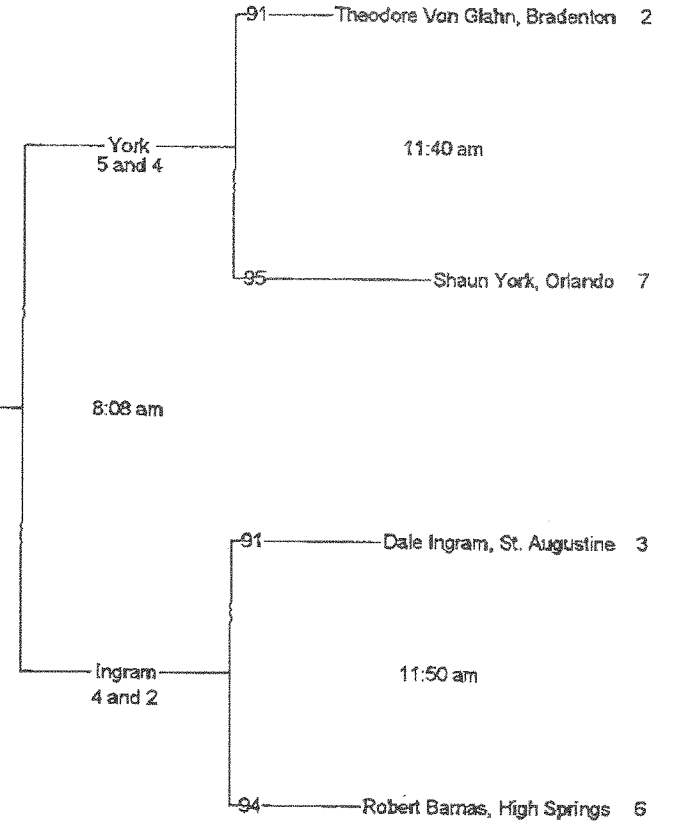 91 Theodore Von Glahn, Bradenton 2
York
5 and 4
11:40 am
95 Shaun York, Orlando 7
8:08 am
91 Dale Ingram, St. Augustine 3
Ingram
4 and 2
11:50 am
94 Robert Barnas, High Springs 6